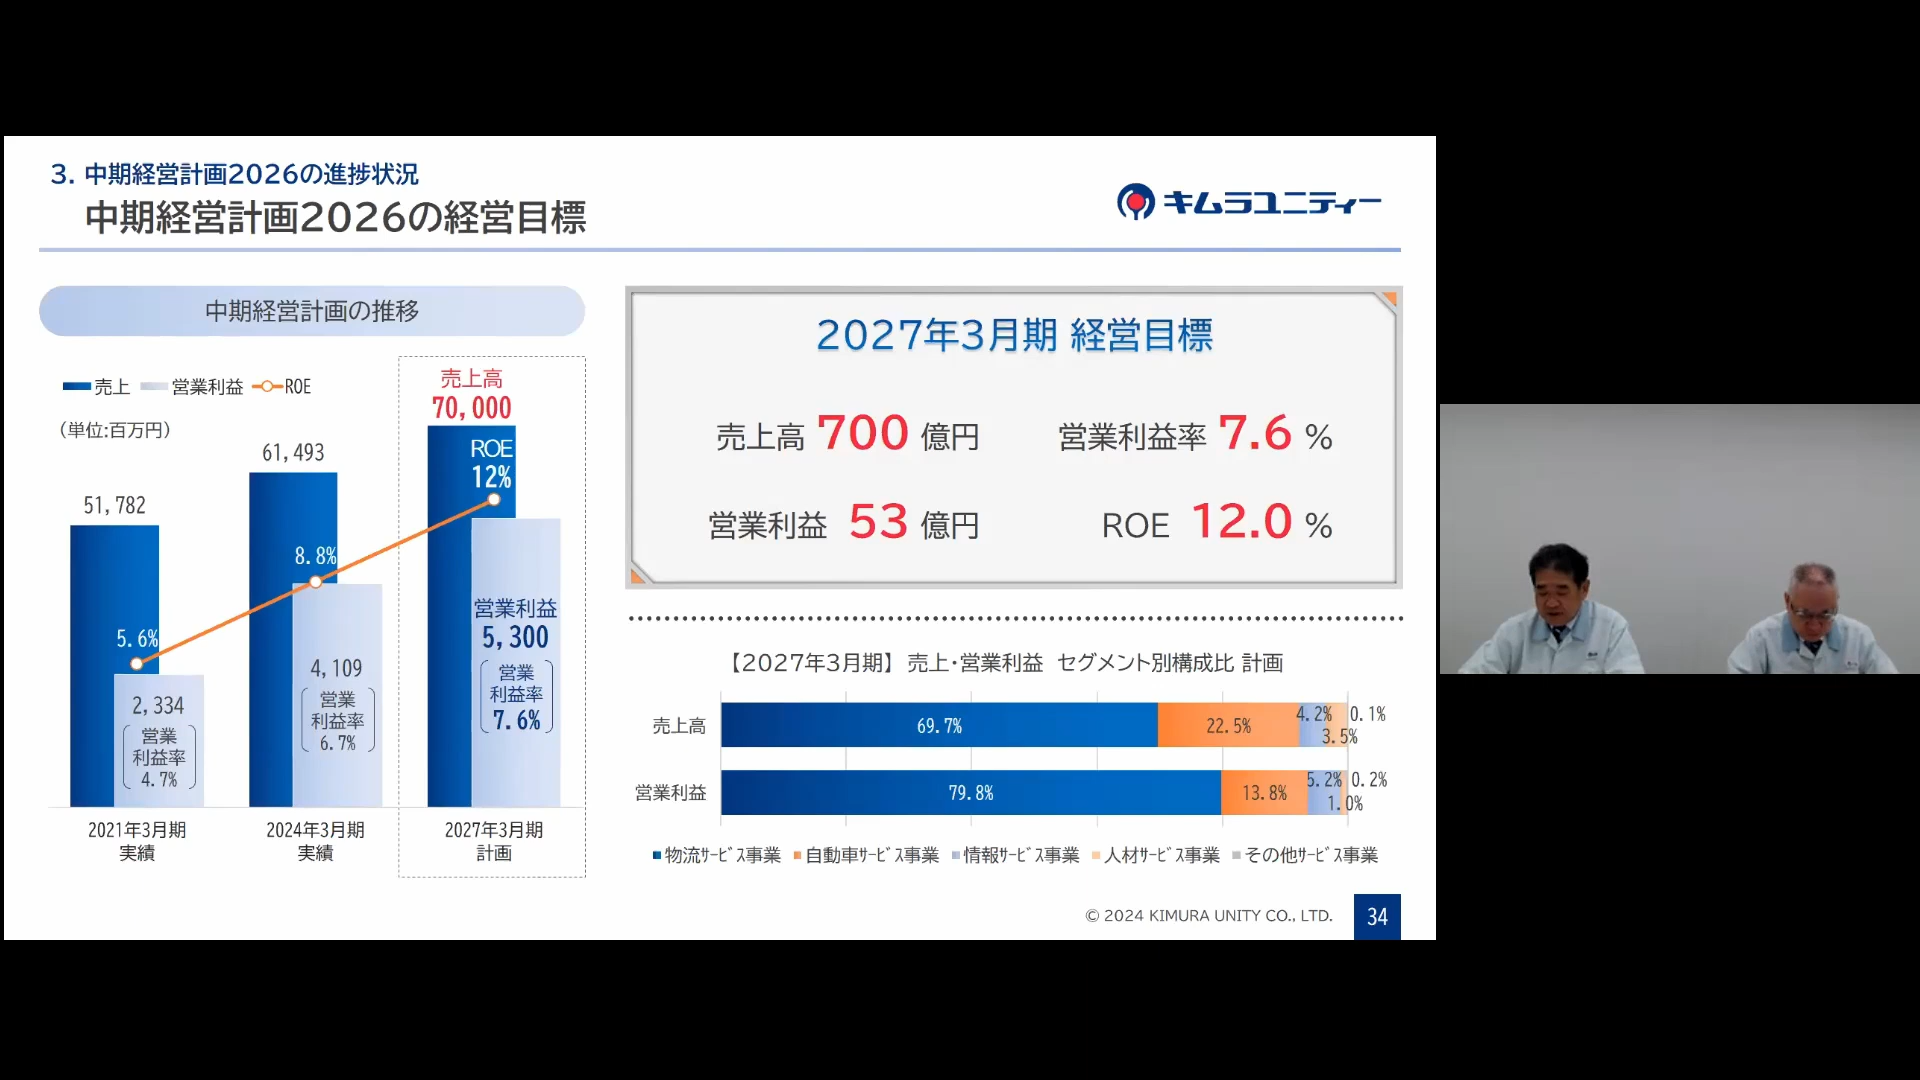 3. 中期経営計画2026の進捗状況
中期経営計画2026の経営目標
キムラユニティー
中期経営計画の推移
売上 営業利益 ROE
(単位:百万円)
51,782
5.6%
2,334
営業
利益率
4.7%
2021年3月期
実績
61,493
8.8%
4,109
営業
利益率
6.7%
2024年3月期
実績
売上高
70,000
ROE
12%
営業利益
5,300
営業
利益率
7.6%
2027年3月期
計画
2027年3月期 経営目標
売上高 700 億円 営業利益率 7.6 %
営業利益 53 億円 ROE 12.0 %
【2027年3月期】 売上・営業利益 セグメント別構成比 計画
売上高 69.7% 22.5% 4.2% 0.1%
3.5%
営業利益 79.8% 13.8% 5.2% 0.2%
1.0%
物流ｻｰﾋﾞｽ事業 自動車ｻｰﾋﾞｽ事業 情報ｻｰﾋﾞｽ事業 人材ｻｰﾋﾞｽ事業 その他ｻｰﾋﾞｽ事業
© 2024 KIMURA UNITY CO., LTD.
34